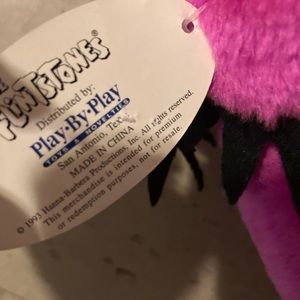 THE
FLINTSTONES®
Distributed by:
Play-By-Play
TOYS & NOVELTIES
San Antonio, Texas
MADE IN CHINA
© 1993 Hanna-Barbera Productions, Inc. All rights reserved.
This merchandise is intended for premium
or redemption purposes, not for resale.